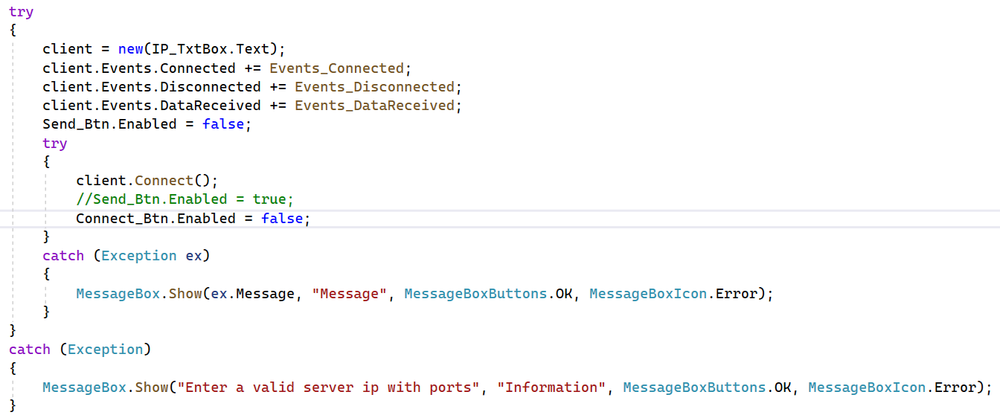 try
{
client = new(IP_TxtBox.Text);
client.Events.Connected += Events_Connected;
client.Events.Disconnected += Events_Disconnected;
client.Events.DataReceived += Events_DataReceived;
Send_Btn.Enabled = false;
try
{
client.Connect();
//Send_Btn.Enabled = true;
Connect_Btn.Enabled = false;
}
catch (Exception ex)
{
MessageBox.Show(ex.Message, "Message", MessageBoxButtons.OK, MessageBoxIcon.Error);
}
}
catch (Exception)
{
MessageBox.Show("Enter a valid server ip with ports", "Information", MessageBoxButtons.OK, MessageBoxIcon.Error);
}